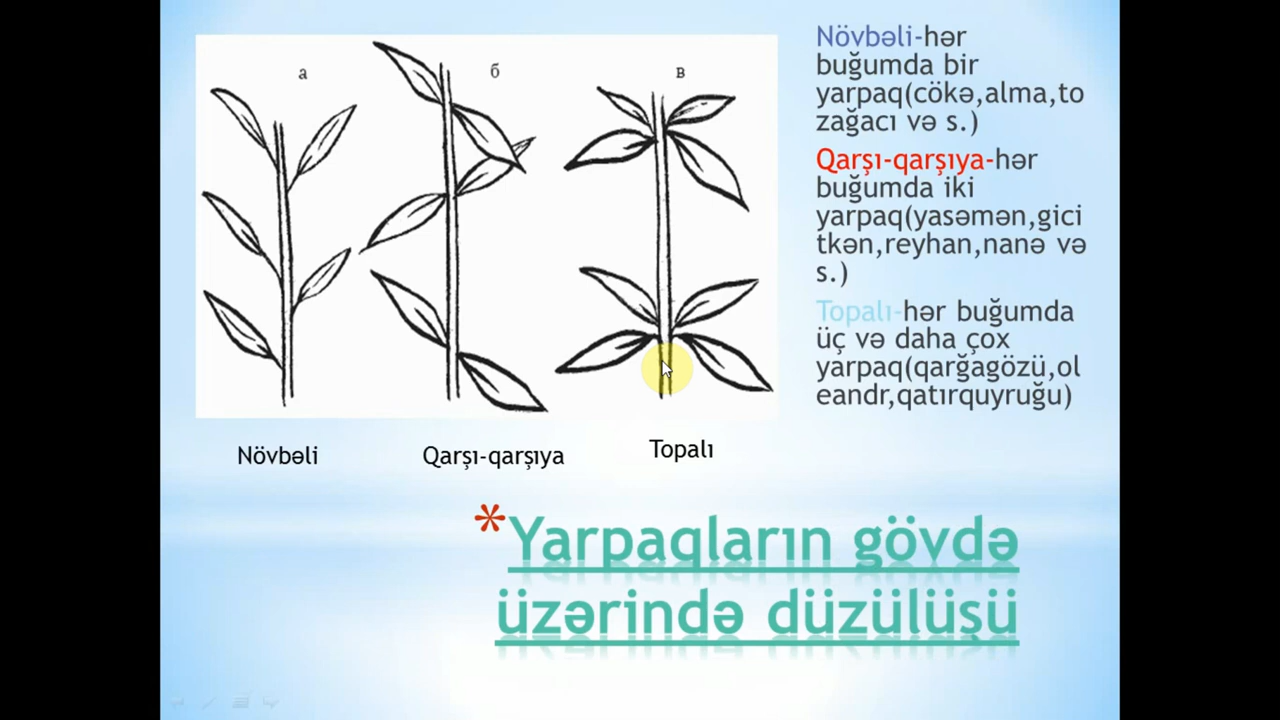 а
б
в
Növbəli
Qarşı-qarşıya
Topalı
Növbəli-hər
buğumda bir
yarpaq(cökə,alma,to
zağacı və s.)
Qarşı-qarşıya-hər
buğumda iki
yarpaq(yasəmən,gici
tkən,reyhan,nanə və
s.)
Topalı-hər buğumda
üç və daha çox
yarpaq(qarğagözü,ol
eandr,qatırquyruğu)
*Yarpaqların gövdə
üzərində düzülüşü